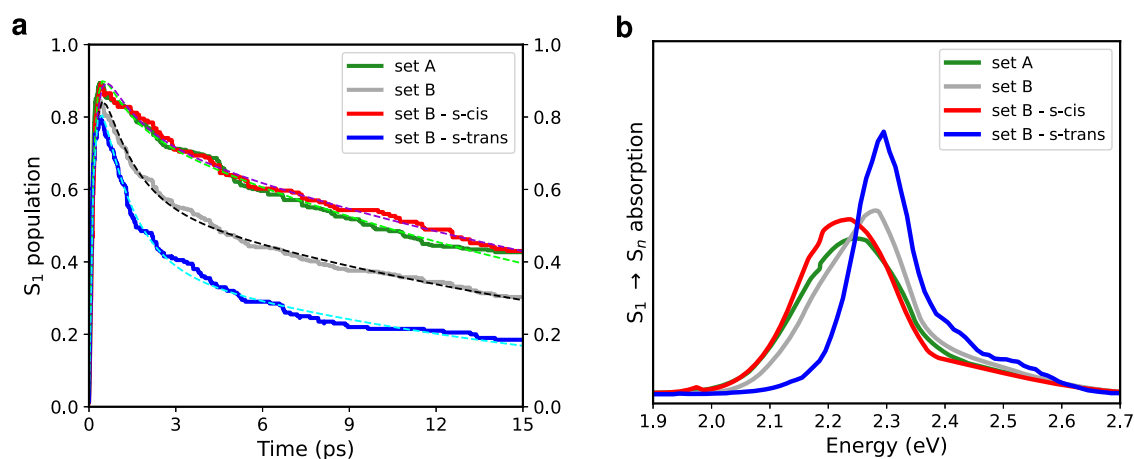 a
1.0
0.8
0.6
0.4
0.2
0.0
S₁ population
1.0
0.8
0.6
0.4
0.2
0.0
set A
set B
set B - s-cis
set B - s-trans
0
3
6
9
12
15
Time (ps)
b
S₁ → Sₙ absorption
set A
set B
set B - s-cis
set B - s-trans
1.9
2.0
2.1
2.2
2.3
2.4
2.5
2.6
2.7
Energy (eV)